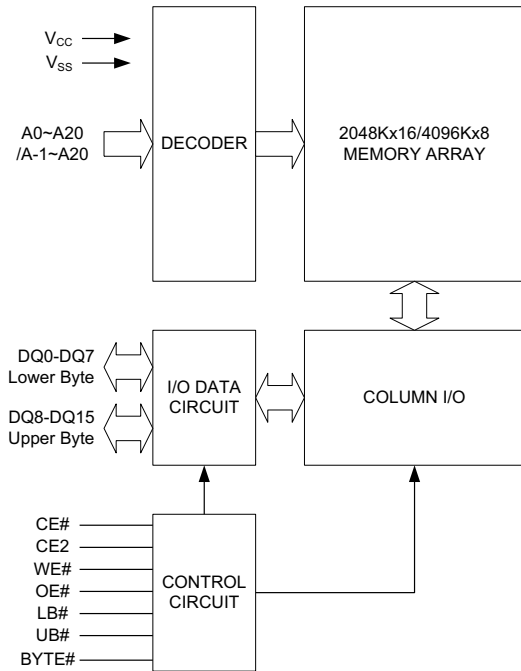 VCC
VSS
A0~A20
/A-1~A20
DECODER
2048Kx16/4096Kx8
MEMORY ARRAY
DQ0-DQ7
Lower Byte
DQ8-DQ15
Upper Byte
I/O DATA
CIRCUIT
COLUMN I/O
CE#
CE2
WE#
OE#
LB#
UB#
BYTE#
CONTROL
CIRCUIT